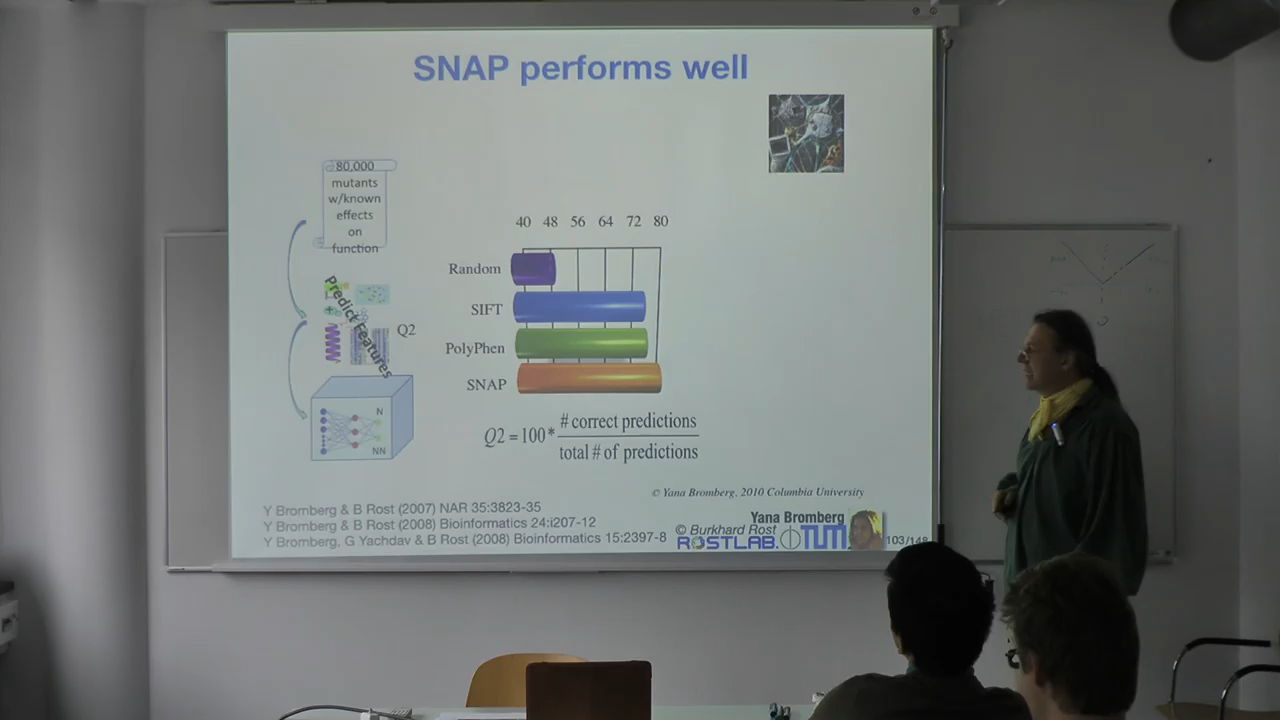 SNAP performs well
80,000
mutants
w/known
effects
on
function
Predict Features
Q2
N
NN
40 48 56 64 72 80
Random
SIFT
PolyPhen
SNAP
Q2 = 100* # correct predictions
total # of predictions
© Yana Bromberg, 2010 Columbia University
Y Bromberg & B Rost (2007) NAR 35:3823-35
Y Bromberg & B Rost (2008) Bioinformatics 24:i207-12
Y Bromberg, G Yachdav & B Rost (2008) Bioinformatics 15:2397-8
Yana Bromberg
© Burkhard Rost
ROSTLAB. TUM
103/148